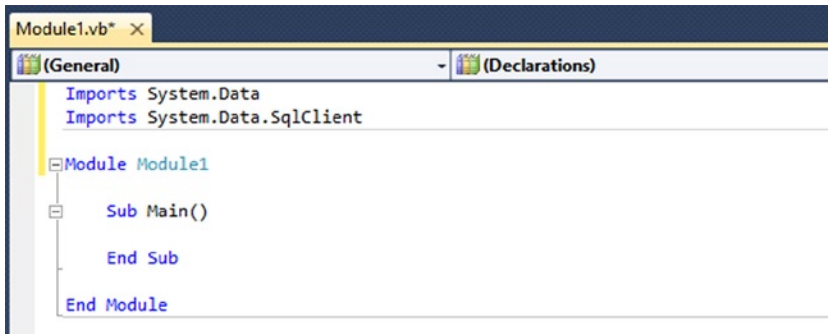 Module1.vb*
(General) (Declarations)
Imports System.Data
Imports System.Data.SqlClient
Module Module1
Sub Main()
End Sub
End Module